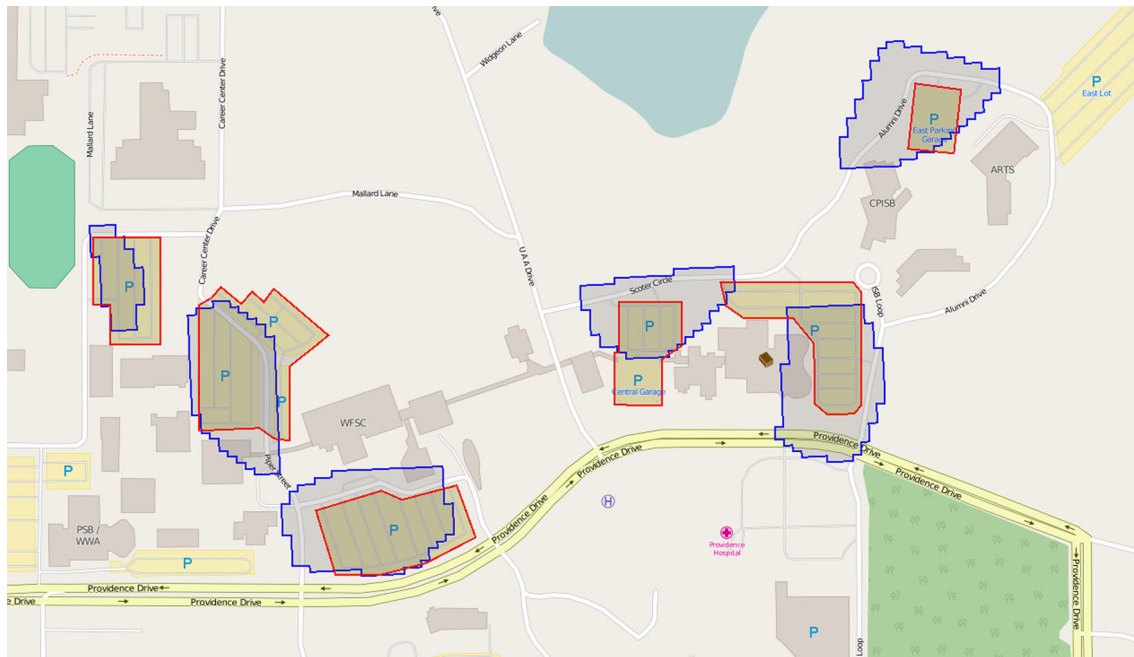 Widgeon Lane
Career Center Drive
Mallard Lane
P
East Lot
Alumni Drive
P
East Parking
Garage
ARTS
CPISB
Mallard Lane
Career Center Drive
U A A Drive
Scoter Circle
ISB Loop
Alumni Drive
P
P
P
P
P
P
P
P
Central Garage
WFSC
Providence Drive
Providence Drive
Providence Drive
Piper Street
P
H
PSB /
WWA
P
P
Providence Drive
Providence
Hospital
Providence Drive
Providence Drive
e Drive
Providence Drive
P
Loop